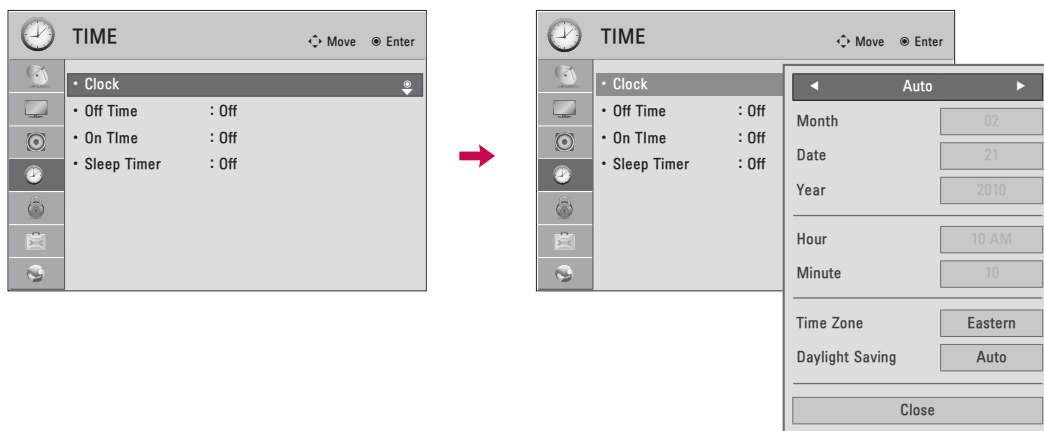 TIME
Move Enter
• Clock
• Off Time : Off
• On TIme : Off
• Sleep Timer : Off
TIME
Move Enter
• Clock
• Off Time : Off
• On TIme : Off
• Sleep Timer : Off
◄ Auto ►
Month 02
Date 21
Year 2010
Hour 10 AM
Minute 10
Time Zone Eastern
Daylight Saving Auto
Close